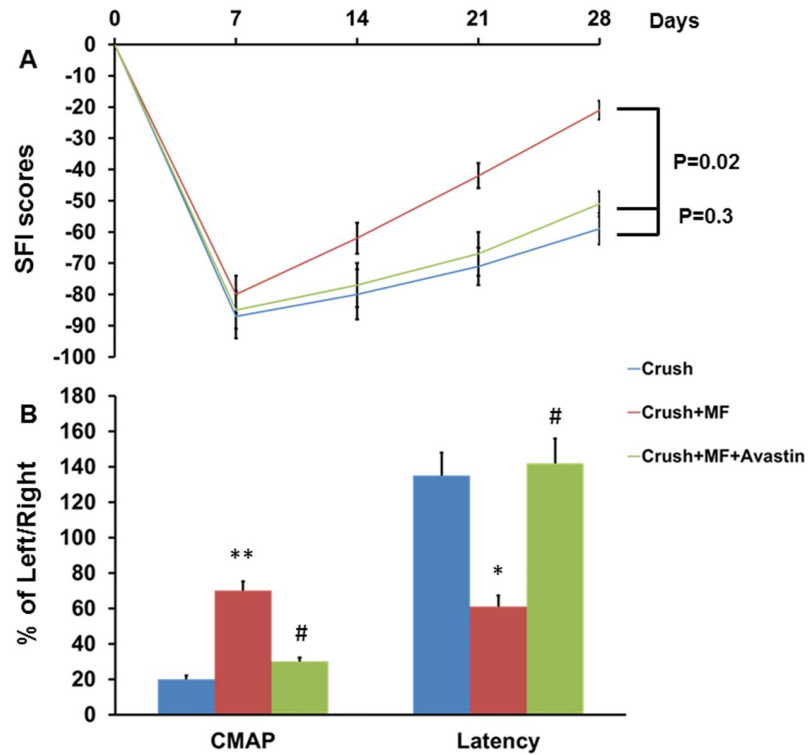 0 7 14 21 28 Days
A
SFI scores
0
-10
-20
-30
-40
-50
-60
-70
-80
-90
-100
P=0.02
P=0.3
Crush
Crush+MF
Crush+MF+Avastin
B
% of Left/Right
180
160
140
120
100
80
60
40
20
0
**
#
*
#
CMAP Latency